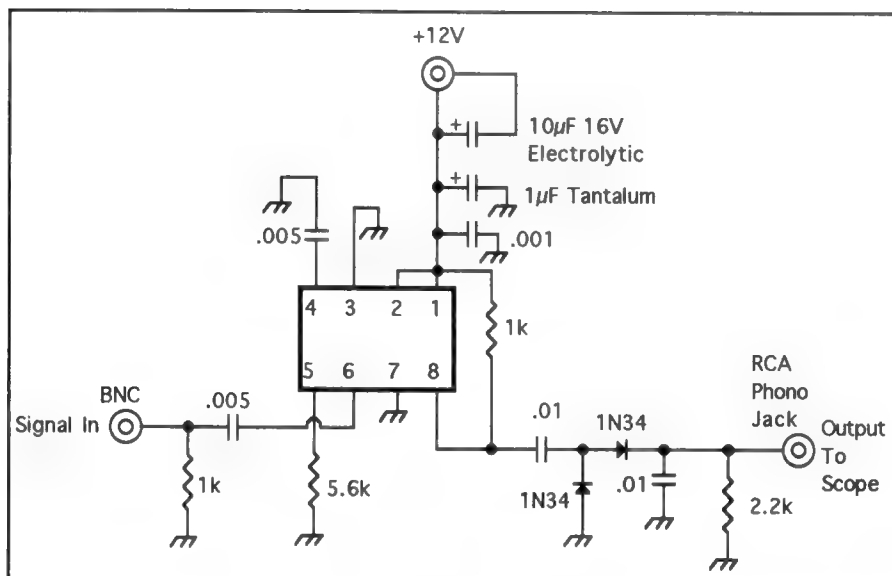 +12V
10µF 16V
Electrolytic
1µF Tantalum
.005
.001
4 3 2 1
1k
5 6 7 8
BNC
Signal In
.005
1k
5.6k
.01
1N34
1N34
.01
2.2k
RCA
Phono
Jack
Output
To
Scope